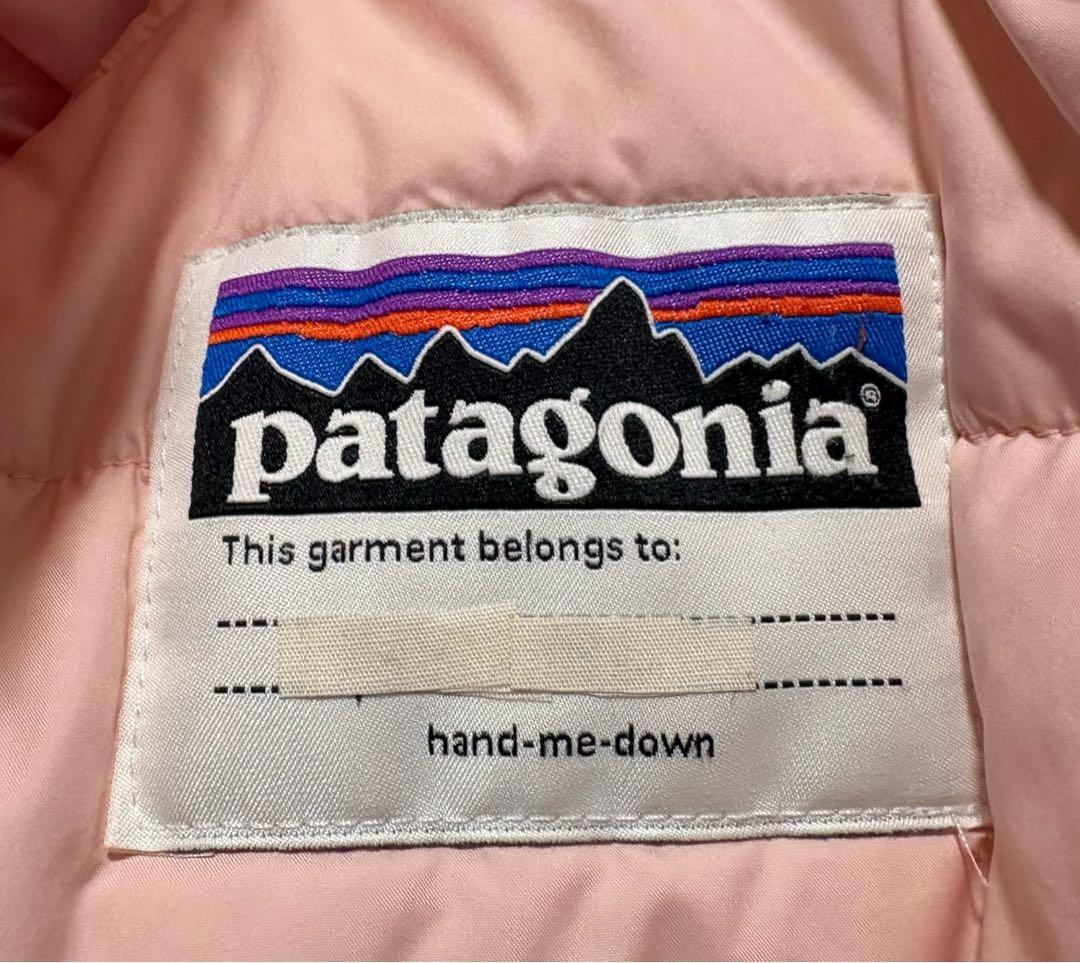 patagonia®
This garment belongs to:
hand-me-down